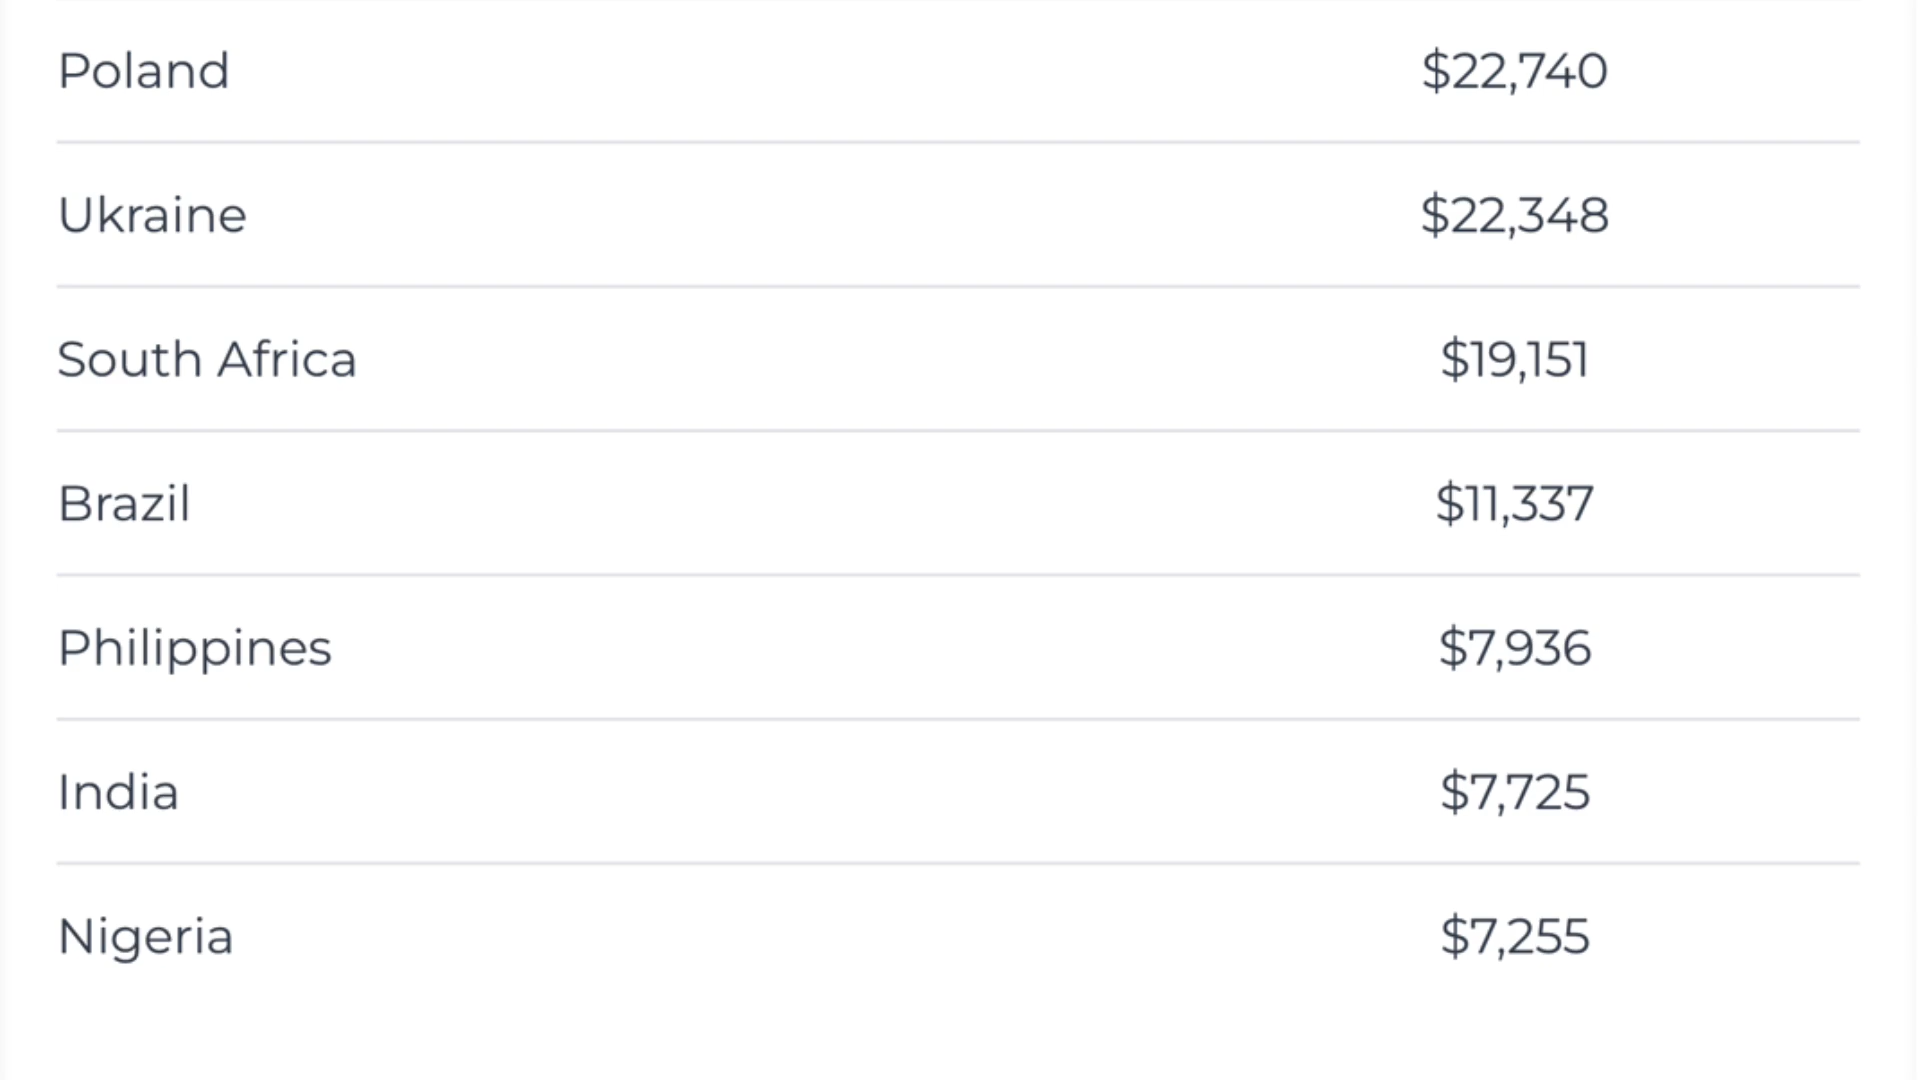 Poland $22,740
Ukraine $22,348
South Africa $19,151
Brazil $11,337
Philippines $7,936
India $7,725
Nigeria $7,255